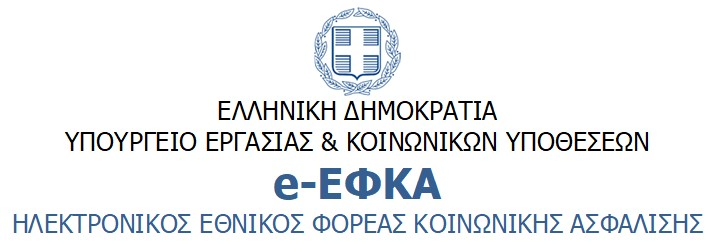 ΕΛΛΗΝΙΚΗ ΔΗΜΟΚΡΑΤΙΑ
ΥΠΟΥΡΓΕΙΟ ΕΡΓΑΣΙΑΣ & ΚΟΙΝΩΝΙΚΩΝ ΥΠΟΘΕΣΕΩΝ
e-ΕΦΚΑ
ΗΛΕΚΤΡΟΝΙΚΟΣ ΕΘΝΙΚΟΣ ΦΟΡΕΑΣ ΚΟΙΝΩΝΙΚΗΣ ΑΣΦΑΛΙΣΗΣ